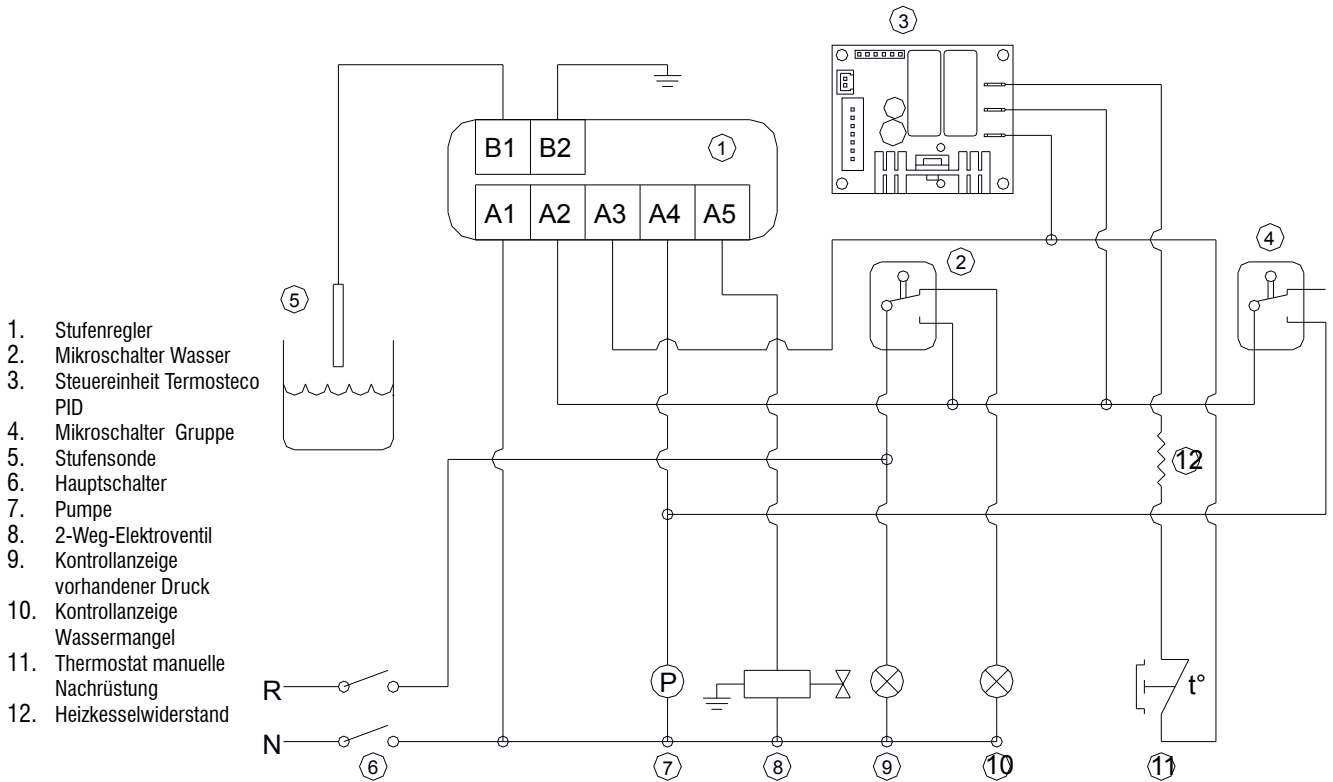 3
B1 B2
1
A1 A2 A3 A4 A5
2
4
5
1. Stufenregler
2. Mikroschalter Wasser
3. Steuereinheit Termosteco
PID
4. Mikroschalter Gruppe
5. Stufensonde
6. Hauptschalter
7. Pumpe
8. 2-Weg-Elektroventil
9. Kontrollanzeige
vorhandener Druck
10. Kontrollanzeige
Wassermangel
11. Thermostat manuelle
Nachrüstung
12. Heizkesselwiderstand
12
R
P
t°
N
6
7
8
9
10
11